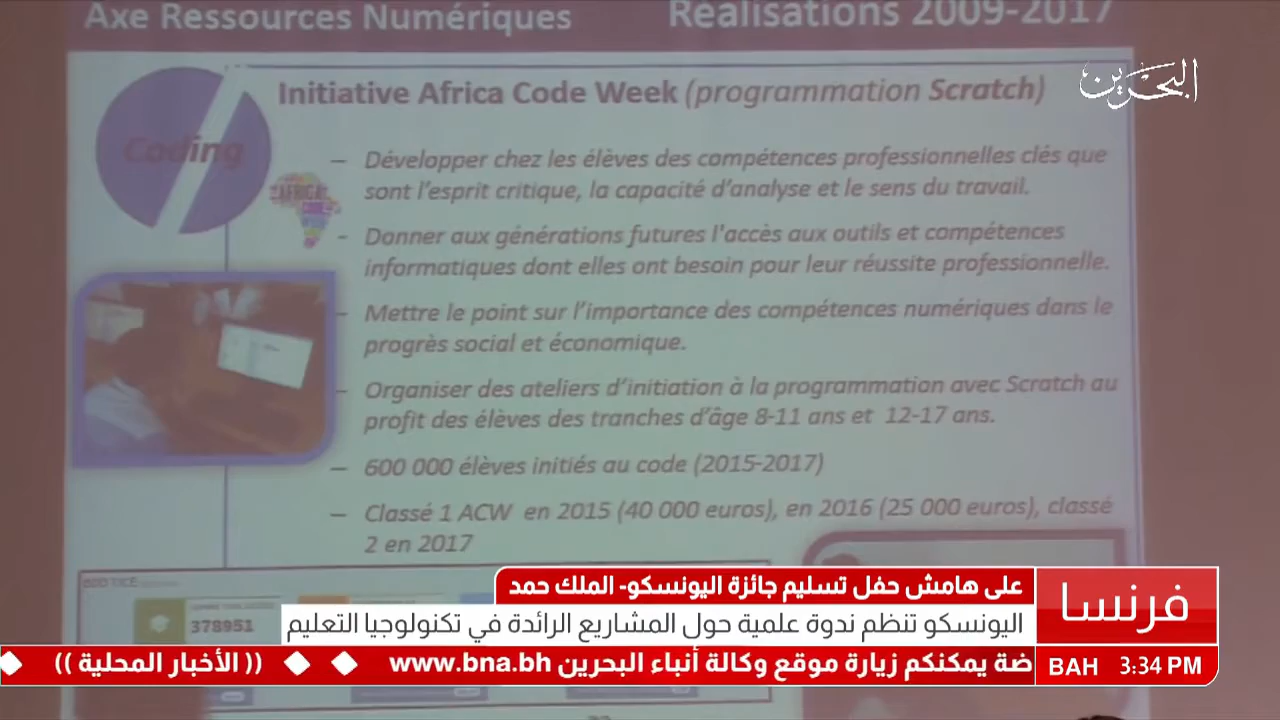 Axe Ressources Numériques
Réalisations 2009-2017
البحرين
Initiative Africa Code Week (programmation Scratch)
Coding
AFRICA
– Développer chez les élèves des compétences professionnelles clés que
sont l'esprit critique, la capacité d'analyse et le sens du travail.
- Donner aux générations futures l'accès aux outils et compétences
informatiques dont elles ont besoin pour leur réussite professionnelle.
– Mettre le point sur l'importance des compétences numériques dans le
progrès social et économique.
– Organiser des ateliers d'initiation à la programmation avec Scratch au
profit des élèves des tranches d'âge 8-11 ans et 12-17 ans.
– 600 000 élèves initiés au code (2015-2017)
– Classé 1 ACW en 2015 (40 000 euros), en 2016 (25 000 euros), classé
2 en 2017
378951
على هامش حفل تسليم جائزة اليونسكو- الملك حمد
فرنسا
اليونسكو تنظم ندوة علمية حول المشاريع الرائدة في تكنولوجيا التعليم
ضة يمكنكم زيارة موقع وكالة أنباء البحرين www.bna.bh ◆ ◆ (( الأخبار المحلية )) ◆
BAH 3:34 PM